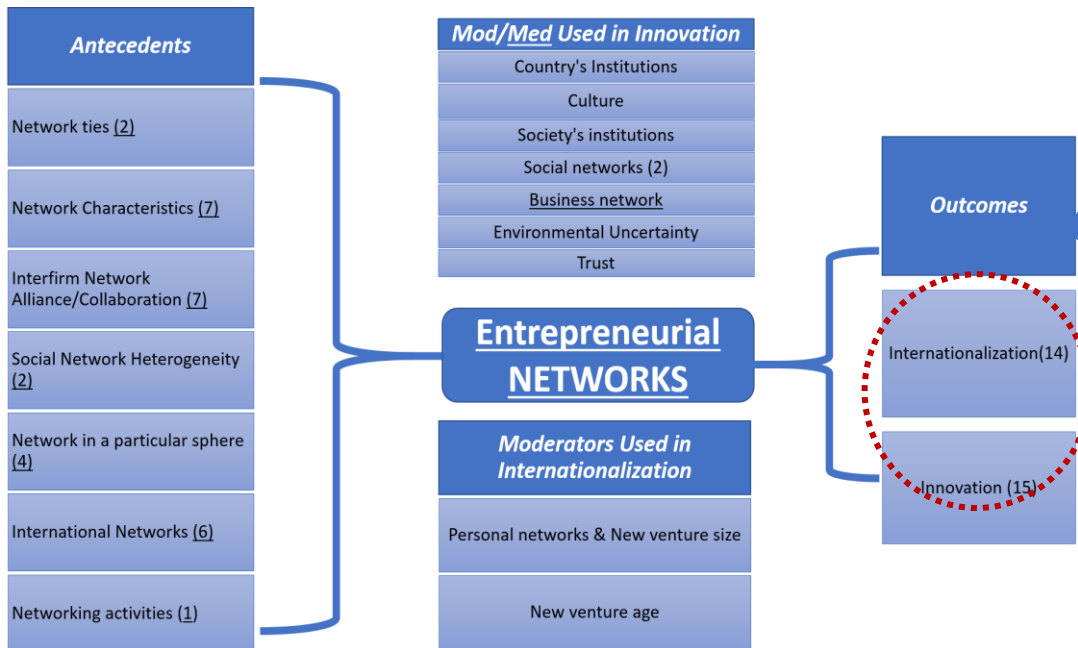 Antecedents
Network ties (2)
Network Characteristics (7)
Interfirm Network
Alliance/Collaboration (7)
Social Network Heterogeneity
(2)
Network in a particular sphere
(4)
International Networks (6)
Networking activities (1)
Mod/Med Used in Innovation
Country's Institutions
Culture
Society's institutions
Social networks (2)
Business network
Environmental Uncertainty
Trust
Entrepreneurial
NETWORKS
Moderators Used in
Internationalization
Personal networks & New venture size
New venture age
Outcomes
Internationalization(14)
Innovation (15)